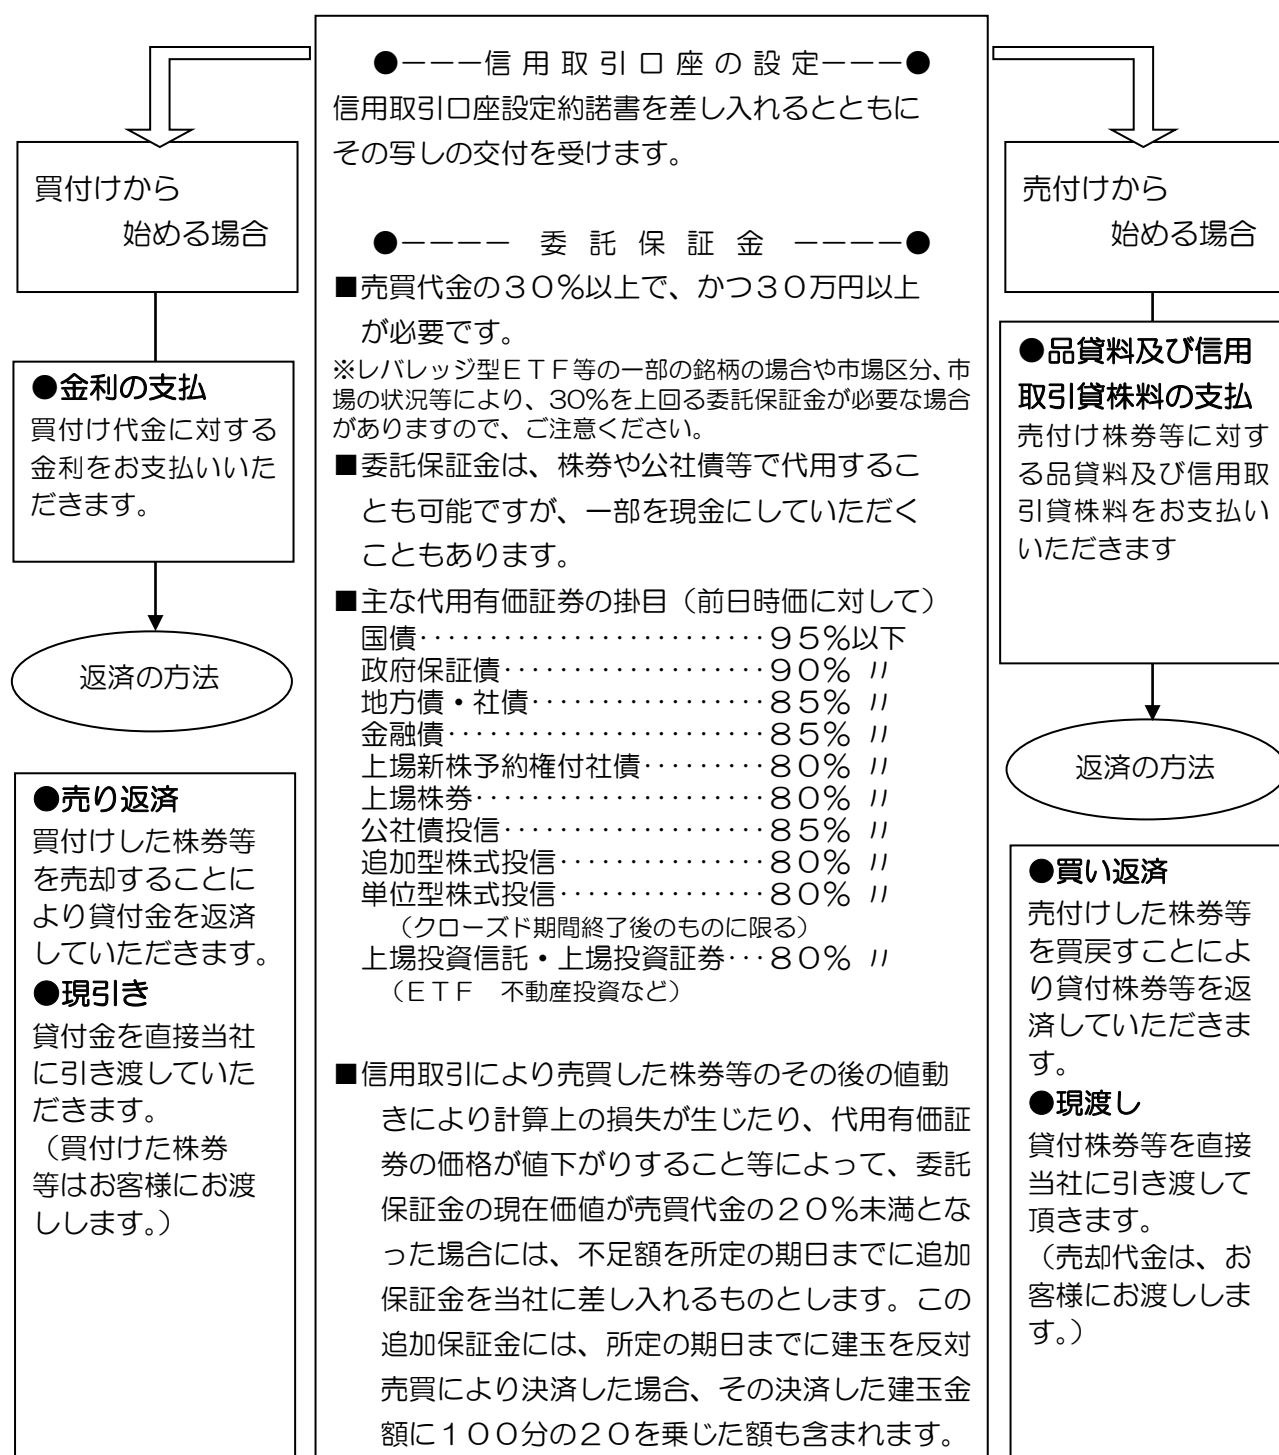 ●ーーー信 用 取 引 口 座 の 設 定ーーー●
信用取引口座設定約諾書を差し入れるとともに
その写しの交付を受けます。
●ーーーー 委 託 保 証 金 ーーーー●
■売買代金の３０％以上で、かつ３０万円以上
が必要です。
※レバレッジ型ＥＴＦ等の一部の銘柄の場合や市場区分、市
場の状況等により、30％を上回る委託保証金が必要な場合
がありますので、ご注意ください。
■委託保証金は、株券や公社債等で代用するこ
とも可能ですが、一部を現金にしていただく
こともあります。
■主な代用有価証券の掛目（前日時価に対して）
国債‥‥‥‥‥‥‥‥‥‥‥‥９５％以下
政府保証債‥‥‥‥‥‥‥‥‥９０％ 〃
地方債・社債‥‥‥‥‥‥‥‥８５％ 〃
金融債‥‥‥‥‥‥‥‥‥‥‥８５％ 〃
上場新株予約権付社債‥‥‥‥８０％ 〃
上場株券‥‥‥‥‥‥‥‥‥‥８０％ 〃
公社債投信‥‥‥‥‥‥‥‥‥８５％ 〃
追加型株式投信‥‥‥‥‥‥‥８０％ 〃
単位型株式投信‥‥‥‥‥‥‥８０％ 〃
（クローズド期間終了後のものに限る）
上場投資信託・上場投資証券‥・８０％ 〃
（ＥＴＦ　不動産投資など）
■信用取引により売買した株券等のその後の値動
きにより計算上の損失が生じたり、代用有価証
券の価格が値下がりすること等によって、委託
保証金の現在価値が売買代金の２０％未満とな
った場合には、不足額を所定の期日までに追加
保証金を当社に差し入れるものとします。この
追加保証金には、所定の期日までに建玉を反対
売買により決済した場合、その決済した建玉金
額に１００分の２０を乗じた額も含まれます。
買付けから
始める場合
●金利の支払
買付け代金に対する
金利をお支払いいた
だきます。
返済の方法
●売り返済
買付けした株券等
を売却することに
より貸付金を返済
していただきます。
●現引き
貸付金を直接当社
に引き渡していた
だきます。
（買付けた株券
等はお客様にお渡
しします。）
売付けから
始める場合
●品貸料及び信用
取引貸株料の支払
売付け株券等に対す
る品貸料及び信用取
引貸株料をお支払い
いただきます
返済の方法
●買い返済
売付けした株券等
を買戻すことによ
り貸付株券等を返
済していただきま
す。
●現渡し
貸付株券等を直接
当社に引き渡して
頂きます。
（売却代金は、お
客様にお渡ししま
す。）